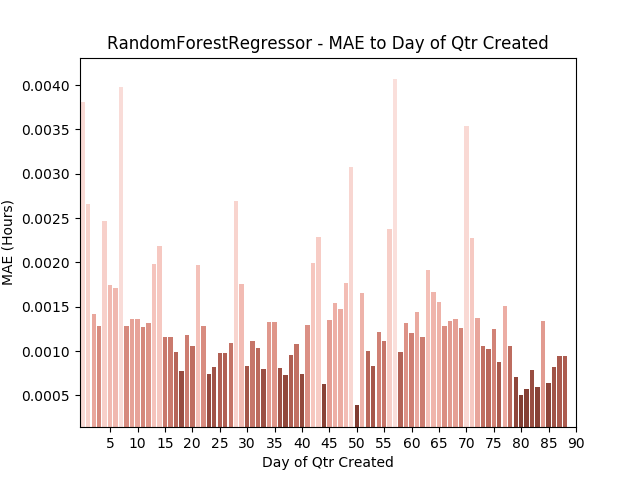 RandomForestRegressor - MAE to Day of Qtr Created
0.0040
0.0035
0.0030
0.0025
0.0020
0.0015
0.0010
0.0005
MAE (Hours)
5 10 15 20 25 30 35 40 45 50 55 60 65 70 75 80 85 90
Day of Qtr Created